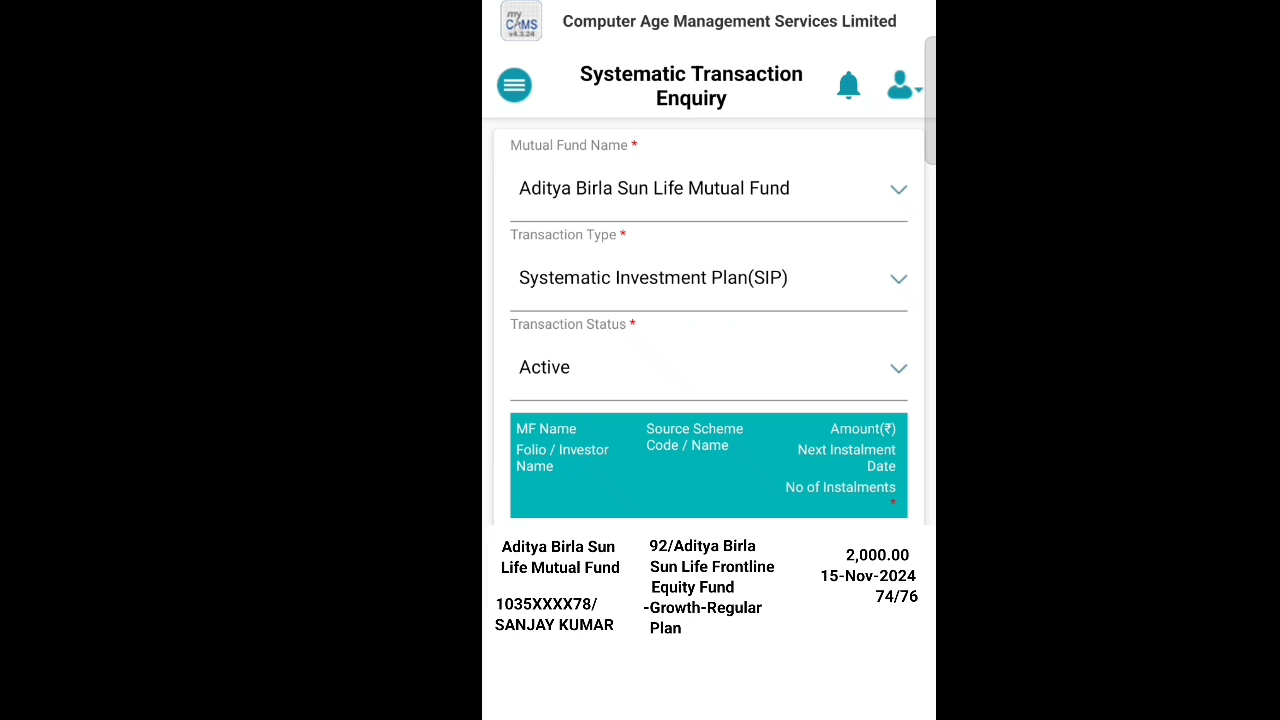 my
CAMS
v4.3.24
Computer Age Management Services Limited
Systematic Transaction
Enquiry
Mutual Fund Name *
Aditya Birla Sun Life Mutual Fund
Transaction Type *
Systematic Investment Plan(SIP)
Transaction Status *
Active
MF Name
Folio / Investor
Name
Source Scheme
Code / Name
Amount(₹)
Next Instalment
Date
No of Instalments
*
Aditya Birla Sun
Life Mutual Fund
1035XXXX78/
SANJAY KUMAR
92/Aditya Birla
Sun Life Frontline
Equity Fund
-Growth-Regular
Plan
2,000.00
15-Nov-2024
74/76